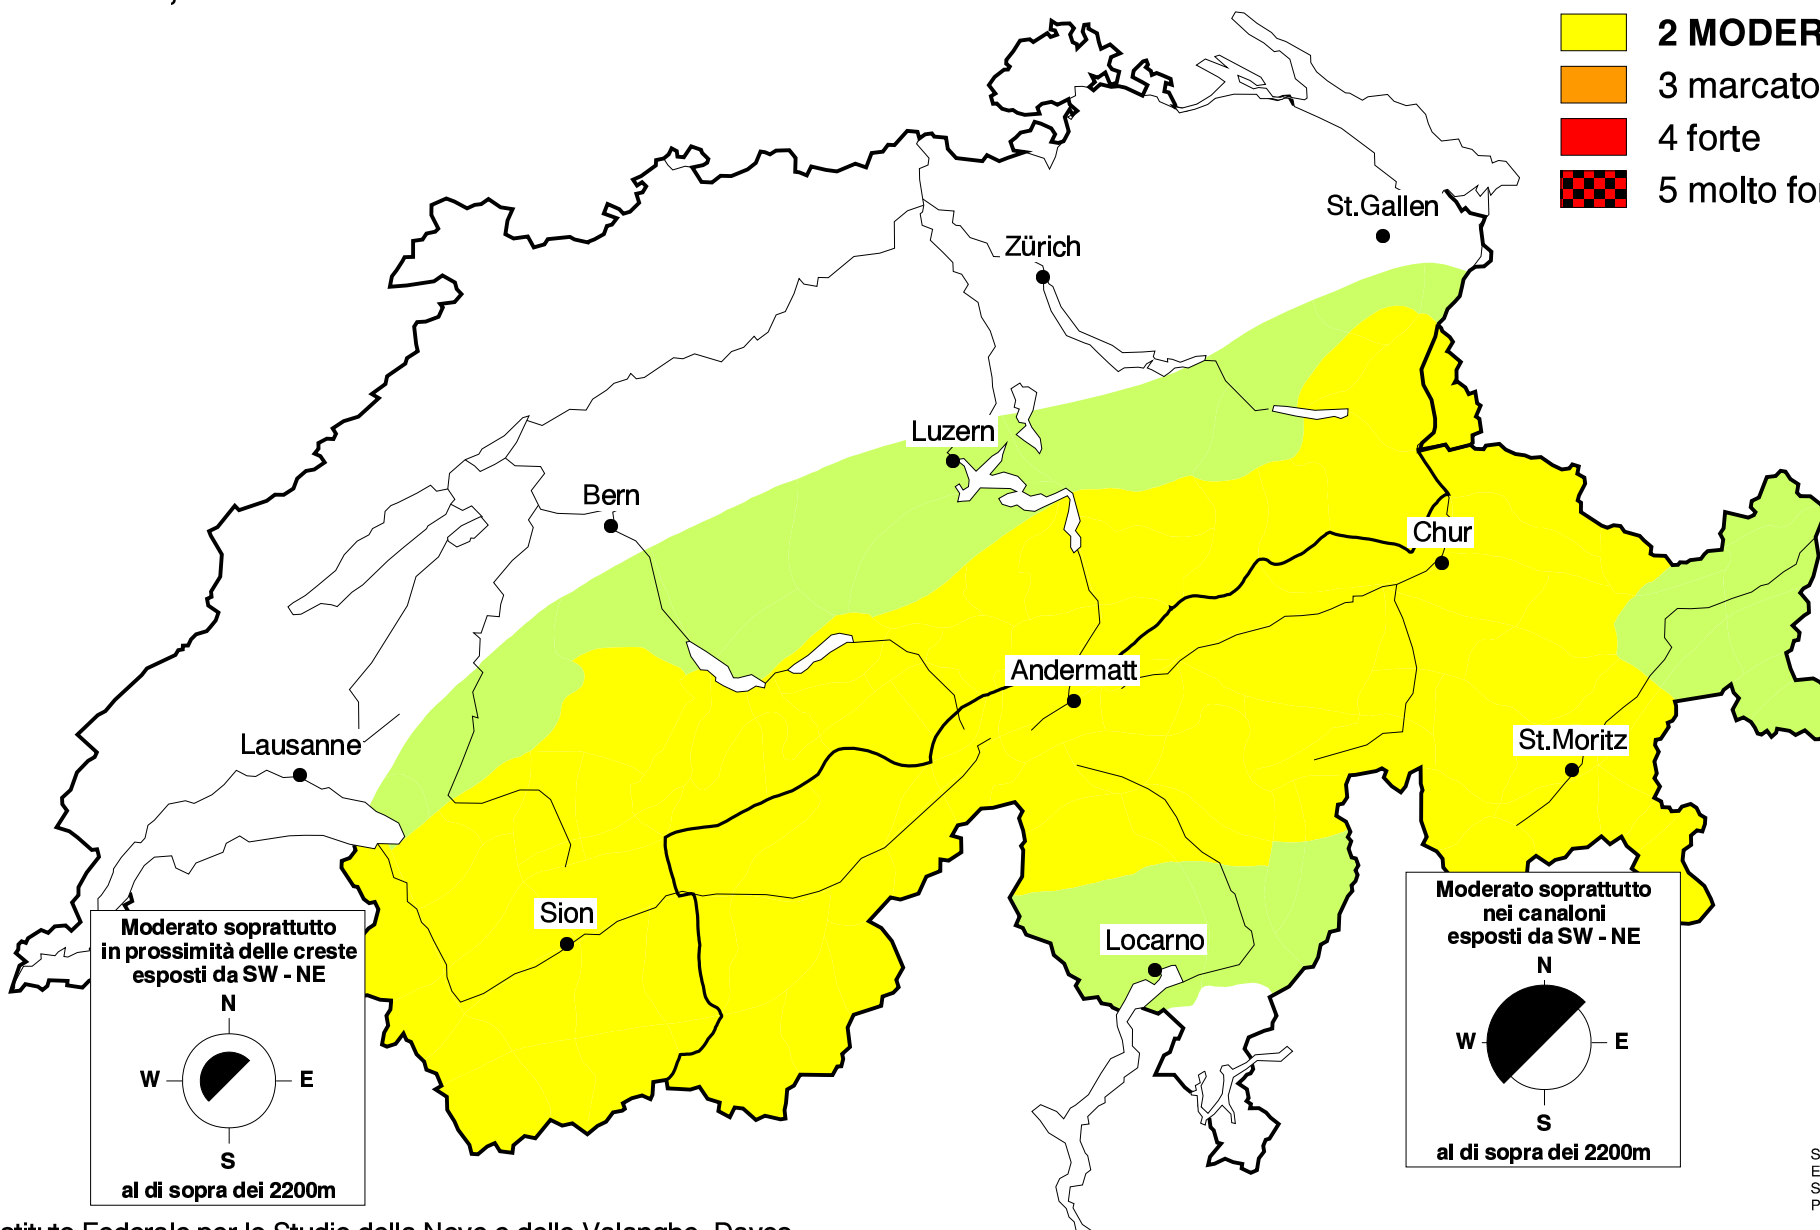 2 MODER
3 marcato
4 forte
5 molto for
St.Gallen
Zürich
Luzern
Bern
Chur
Andermatt
Lausanne
St.Moritz
Sion
Locarno
Moderato soprattutto
in prossimità delle creste
esposti da SW - NE
N
W
E
S
al di sopra dei 2200m
Moderato soprattutto
nei canaloni
esposti da SW - NE
N
W
E
S
al di sopra dei 2200m
S
E
S
P